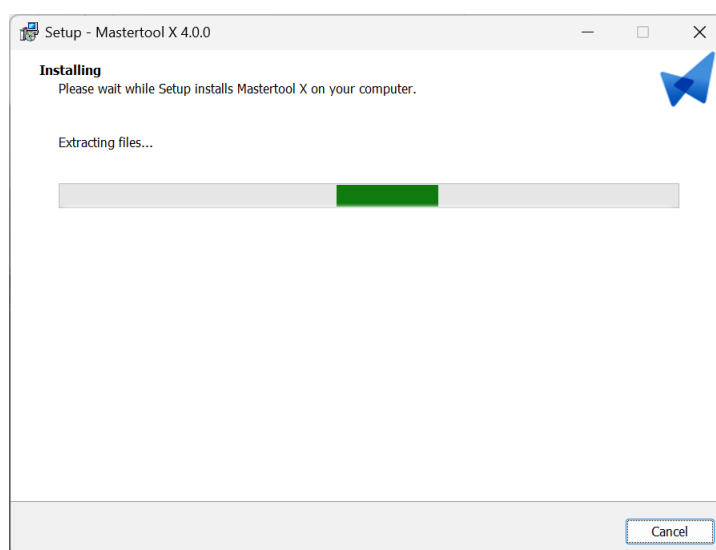 Setup - Mastertool X 4.0.0
Installing
Please wait while Setup installs Mastertool X on your computer.
Extracting files...
Cancel